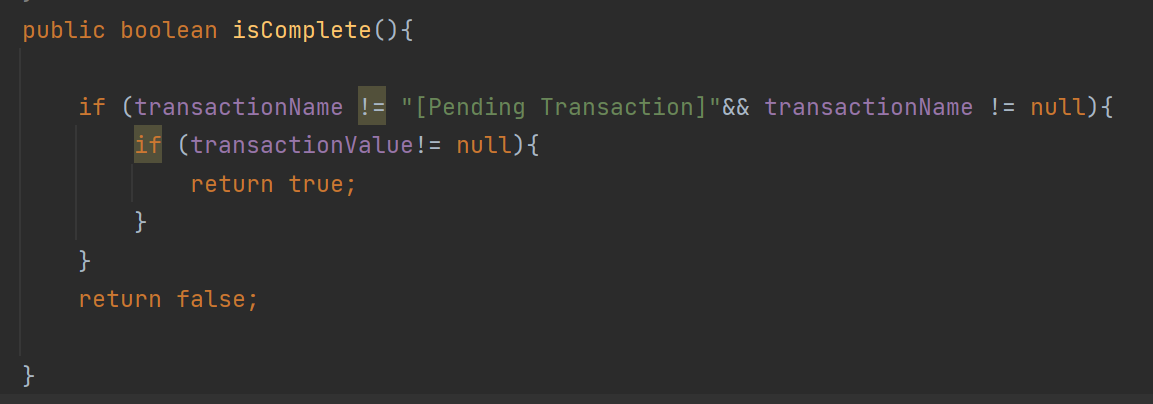 public boolean isComplete(){
if (transactionName != "[Pending Transaction]"&& transactionName != null){
if (transactionValue!= null){
return true;
}
}
return false;
}